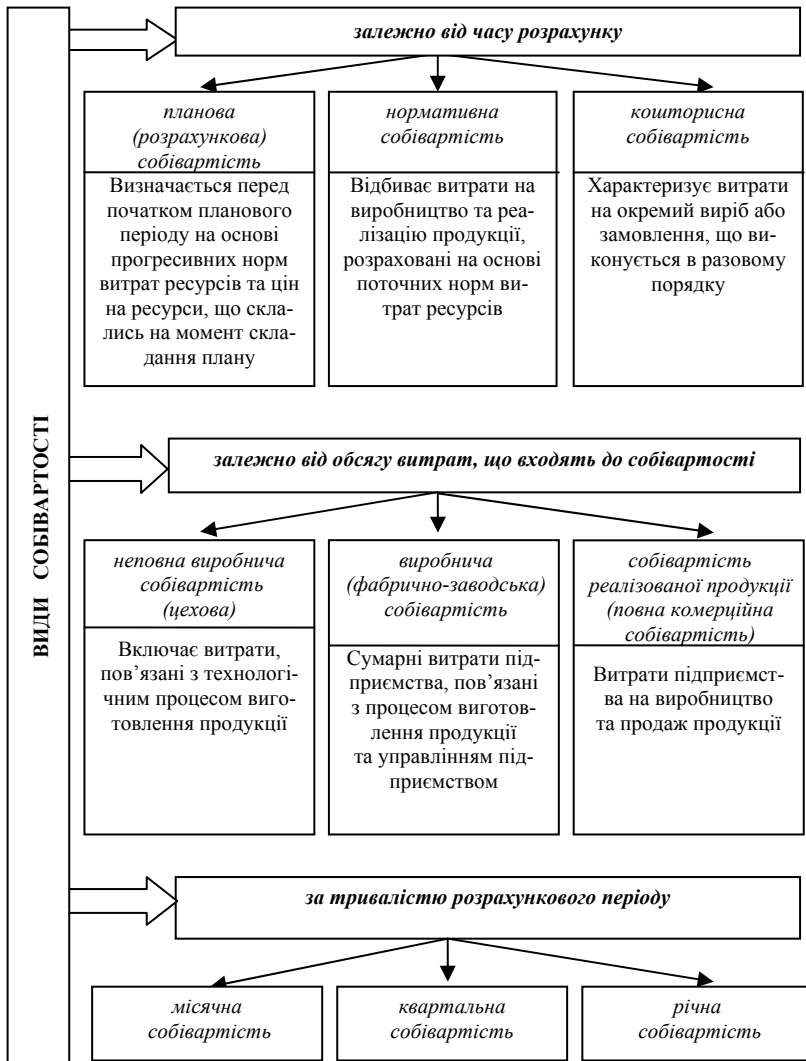 ВИДИ СОБІВАРТОСТІ
залежно від часу розрахунку
планова
(розрахункова)
собівартість
Визначається перед
початком планового
періоду на основі
прогресивних норм
витрат ресурсів та цін
на ресурси, що скла-
лись на момент скла-
дання плану
нормативна
собівартість
Відбиває витрати на
виробництво та реа-
лізацію продукції,
розраховані на основі
поточних норм ви-
трат ресурсів
кошторисна
собівартість
Характеризує витрати
на окремий виріб або
замовлення, що ви-
конується в разовому
порядку
залежно від обсягу витрат, що входять до собівартості
неповна виробнича
собівартість
(цехова)
Включає витрати,
пов’язані з технологі-
чним процесом виго-
товлення продукції
виробнича
(фабрично-заводська)
собівартість
Сумарні витрати під-
приємства, пов’язані
з процесом виготов-
лення продукції
та управлінням під-
приємством
собівартість
реалізованої продукції
(повна комерційна
собівартість)
Витрати підприємст-
ва на виробництво
та продаж продукції
за тривалістю розрахункового періоду
місячна
собівартість
квартальна
собівартість
річна
собівартість